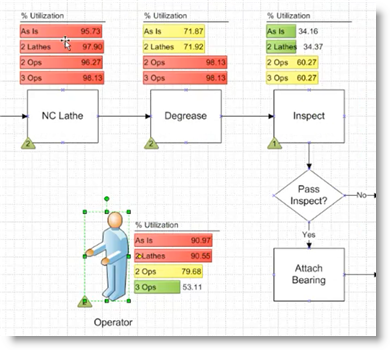 % Utilization
As Is 95.73
2 Lathes 97.90
2 Ops 96.27
3 Ops 98.13
NC Lathe
2
% Utilization
As Is 71.87
2 Lathes 71.92
2 Ops 98.13
3 Ops 98.13
Degrease
2
% Utilization
As Is 34.16
2 Lathes 34.37
2 Ops 60.27
3 Ops 60.27
Inspect
1
Pass
Inspect?
No
Yes
Attach
Bearing
% Utilization
As Is 90.97
2 Lathes 90.55
2 Ops 79.68
3 Ops 53.11
Operator